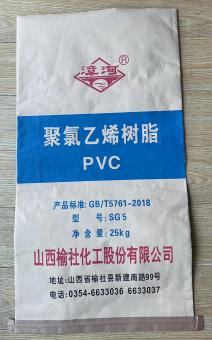 漳河®
聚氯乙烯树脂
PVC
产品标准: GB/T5761-2018
型 号: SG5
净 含 量: 25kg
山西榆社化工股份有限公司
地址:山西省榆社县新建南路99号
电话:0354-6633036 6633037